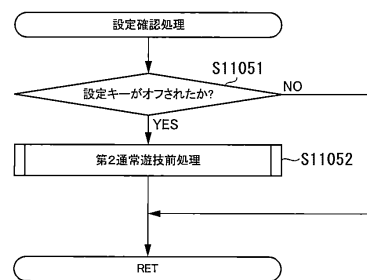 設定確認処理
S11051
設定キーがオフされたか?
NO
YES
第2通常遊技前処理
S11052
RET